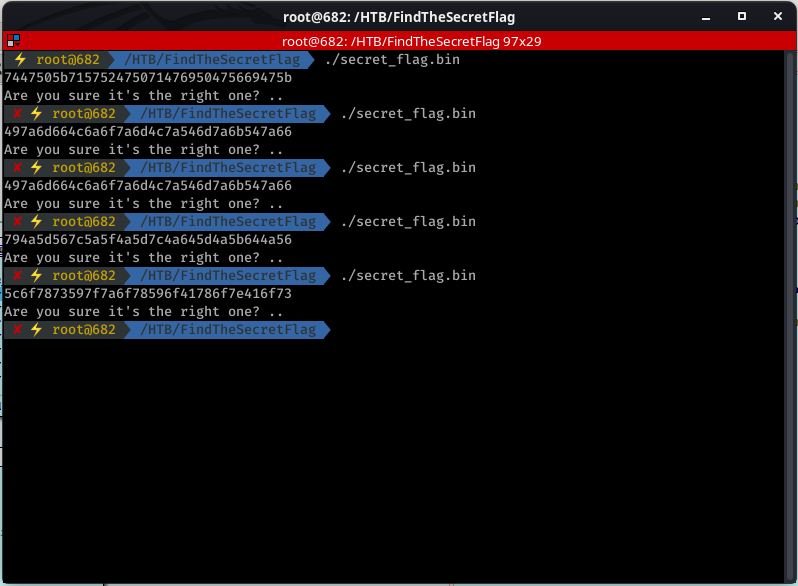 root@682: /HTB/FindTheSecretFlag
root@682: /HTB/FindTheSecretFlag 97x29
⚡ root@682 /HTB/FindTheSecretFlag ./secret_flag.bin
7447505b715752475071476950475669475b
Are you sure it's the right one? ..
✘ ⚡ root@682 /HTB/FindTheSecretFlag ./secret_flag.bin
497a6d664c6a6f7a6d4c7a546d7a6b547a66
Are you sure it's the right one? ..
✘ ⚡ root@682 /HTB/FindTheSecretFlag ./secret_flag.bin
497a6d664c6a6f7a6d4c7a546d7a6b547a66
Are you sure it's the right one? ..
✘ ⚡ root@682 /HTB/FindTheSecretFlag ./secret_flag.bin
794a5d567c5a5f4a5d7c4a645d4a5b644a56
Are you sure it's the right one? ..
✘ ⚡ root@682 /HTB/FindTheSecretFlag ./secret_flag.bin
5c6f7873597f7a6f78596f41786f7e416f73
Are you sure it's the right one? ..
✘ ⚡ root@682 /HTB/FindTheSecretFlag